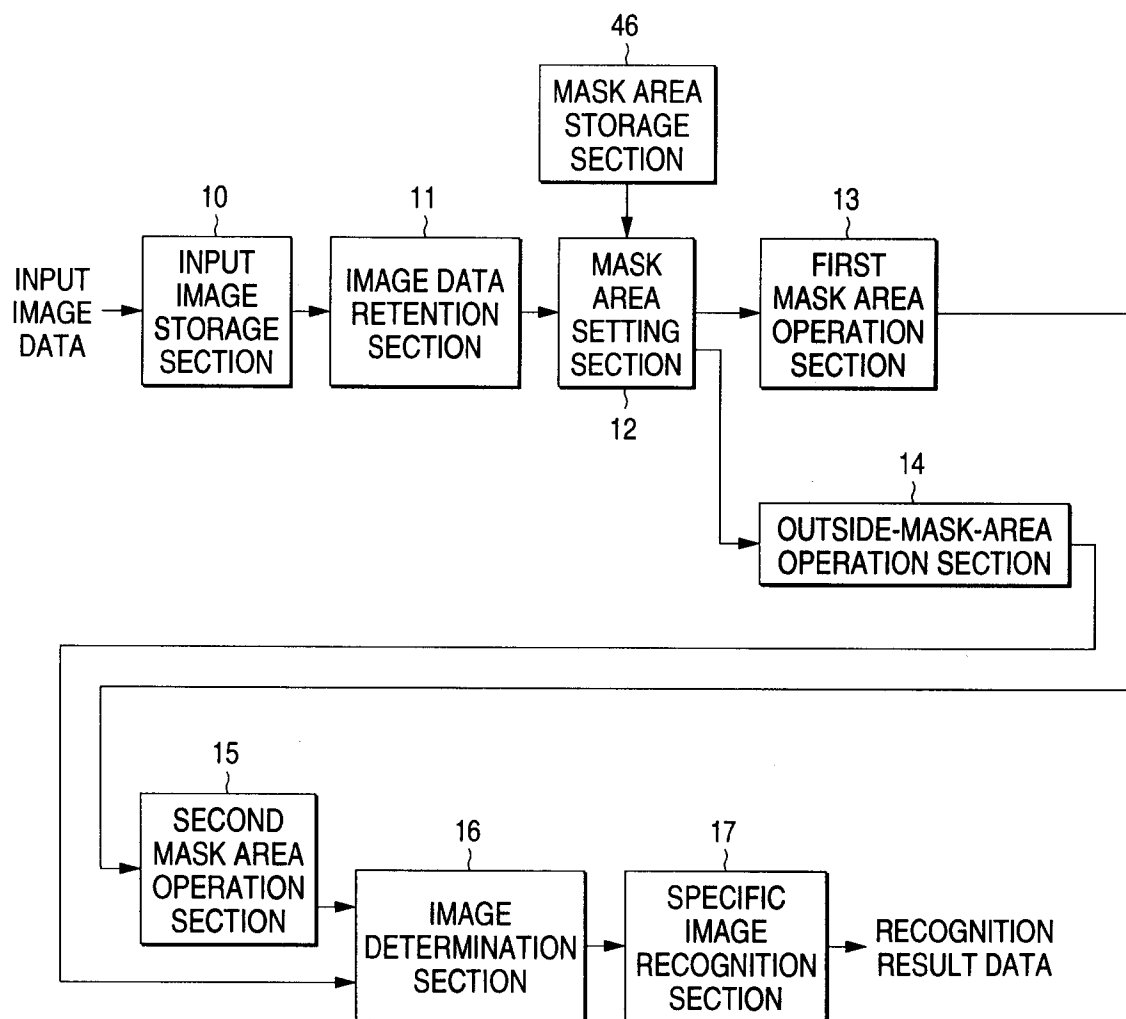 46
MASK AREA
STORAGE
SECTION
10
11
13
INPUT
IMAGE
DATA
INPUT
IMAGE
STORAGE
SECTION
IMAGE DATA
RETENTION
SECTION
MASK
AREA
SETTING
SECTION
12
FIRST
MASK AREA
OPERATION
SECTION
14
OUTSIDE-MASK-AREA
OPERATION SECTION
15
SECOND
MASK AREA
OPERATION
SECTION
16
IMAGE
DETERMINATION
SECTION
17
SPECIFIC
IMAGE
RECOGNITION
SECTION
RECOGNITION
RESULT DATA